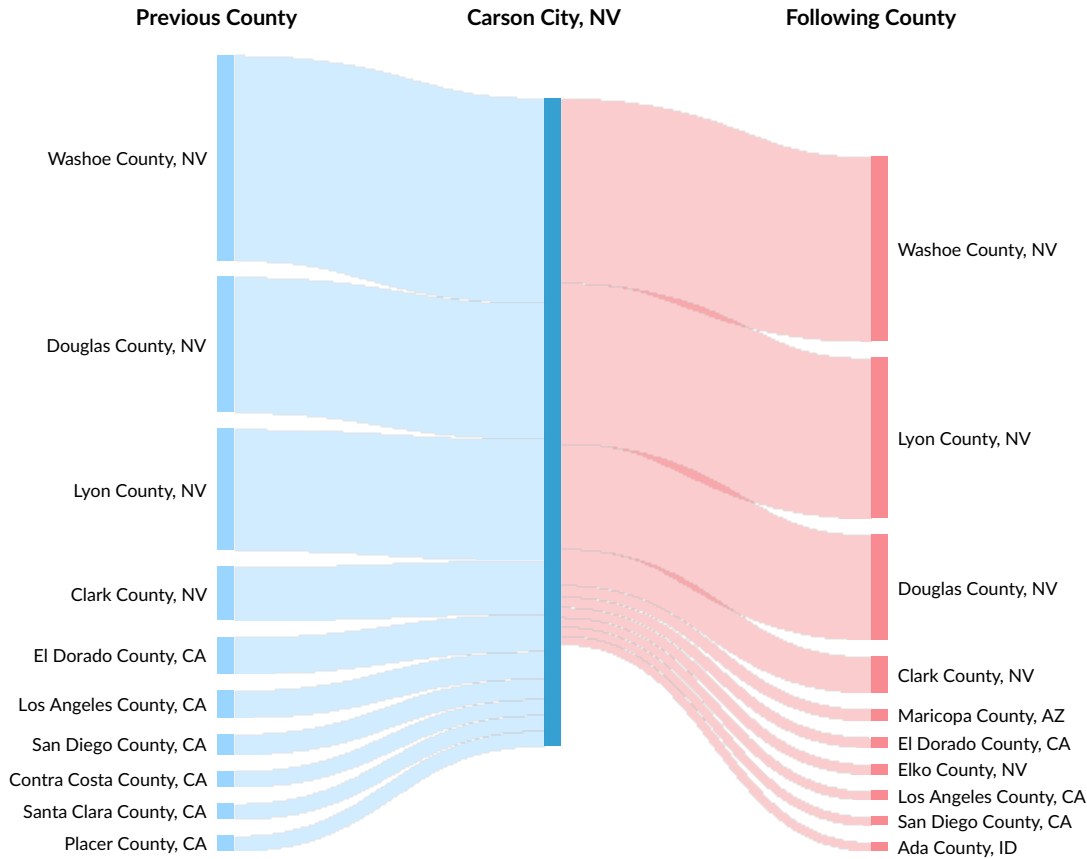 Previous County
Carson City, NV
Following County
Washoe County, NV
Douglas County, NV
Lyon County, NV
Clark County, NV
El Dorado County, CA
Los Angeles County, CA
San Diego County, CA
Contra Costa County, CA
Santa Clara County, CA
Placer County, CA
Washoe County, NV
Lyon County, NV
Douglas County, NV
Clark County, NV
Maricopa County, AZ
El Dorado County, CA
Elko County, NV
Los Angeles County, CA
San Diego County, CA
Ada County, ID